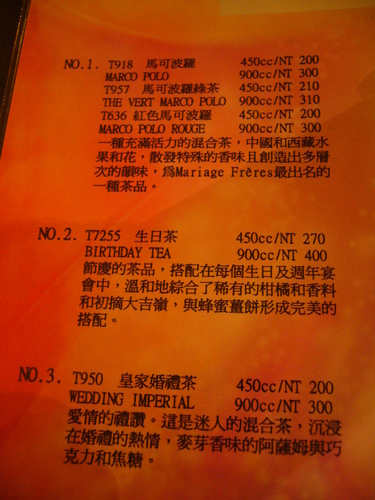 NO.1. T918 馬可波羅 450cc/NT 200
MARCO POLO 900cc/NT 300
T957 馬可波羅綠茶 450cc/NT 210
THE VERT MARCO POLO 900cc/NT 310
T636 紅色馬可波羅 450cc/NT 200
MARCO POLO ROUGE 900cc/NT 300
一種充滿活力的混合茶，中國和西藏水
果和花，散發特殊的香味且創造出多層
次的韻味，為Mariage Frères最出名的
一種茶品。
NO.2. T7255 生日茶 450cc/NT 270
BIRTHDAY TEA 900cc/NT 400
節慶的茶品，搭配在每個生日及週年宴
會中，溫和地綜合了稀有的柑橘和香料
和初摘大吉嶺，與蜂蜜薑餅形成完美的
搭配。
NO.3. T950 皇家婚禮茶 450cc/NT 200
WEDDING IMPERIAL 900cc/NT 300
愛情的禮讚。這是迷人的混合茶，沉浸
在婚禮的熱情，麥芽香味的阿薩姆與巧
克力和焦糖。